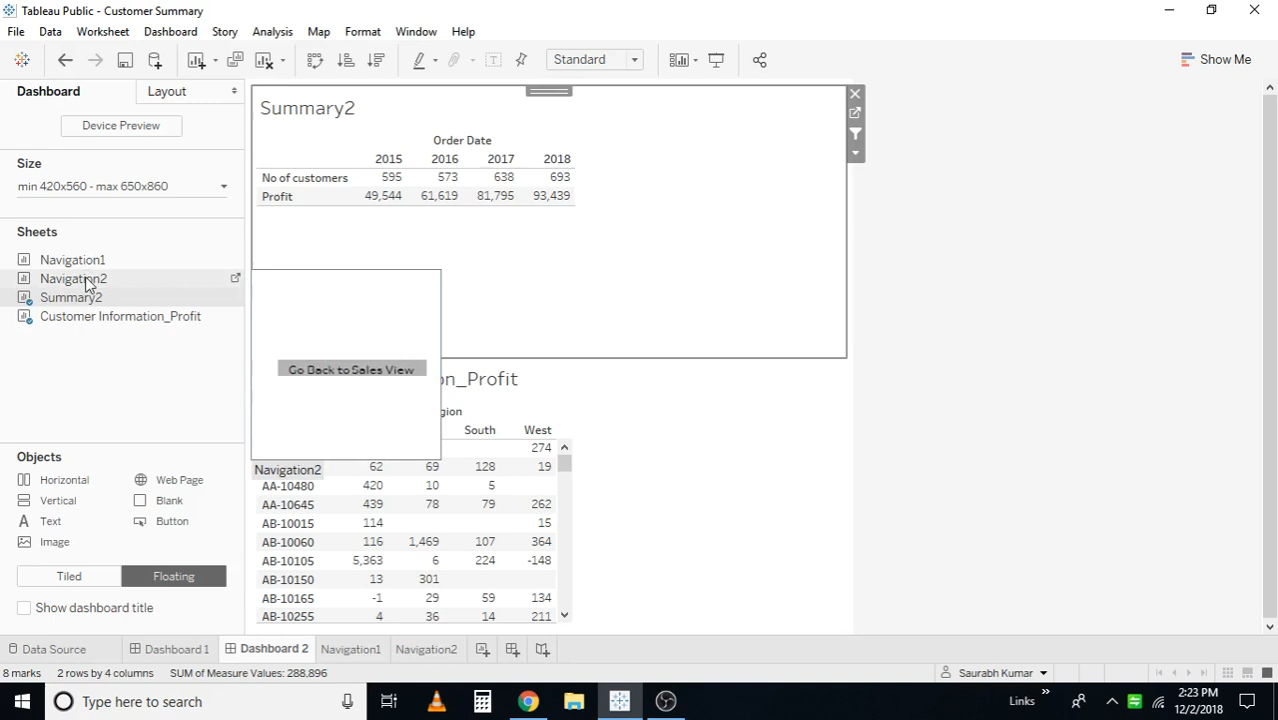 Tableau Public - Customer Summary
File Data Worksheet Dashboard Story Analysis Map Format Window Help
Standard
Show Me
Dashboard Layout
Device Preview
Size
min 420x560 - max 650x860
Sheets
Navigation1
Navigation2
Summary2
Customer Information_Profit
Objects
Horizontal Web Page
Vertical Blank
Text Button
Image
Tiled Floating
Show dashboard title
Summary2
Order Date
2015 2016 2017 2018
No of customers 595 573 638 693
Profit 49,544 61,619 81,795 93,439
Go Back to Sales View
Navigation2
on_Profit
gion
South West
274
62 69 128 19
AA-10480 420 10 5
AA-10645 439 78 79 262
AB-10015 114 15
AB-10060 116 1,469 107 364
AB-10105 5,363 6 224 -148
AB-10150 13 301
AB-10165 -1 29 59 134
AB-10255 4 36 14 211
Data Source Dashboard 1 Dashboard 2 Navigation1 Navigation2
8 marks 2 rows by 4 columns SUM of Measure Values: 288,896
Saurabh Kumar
Type here to search
Links
2:23 PM
12/2/2018